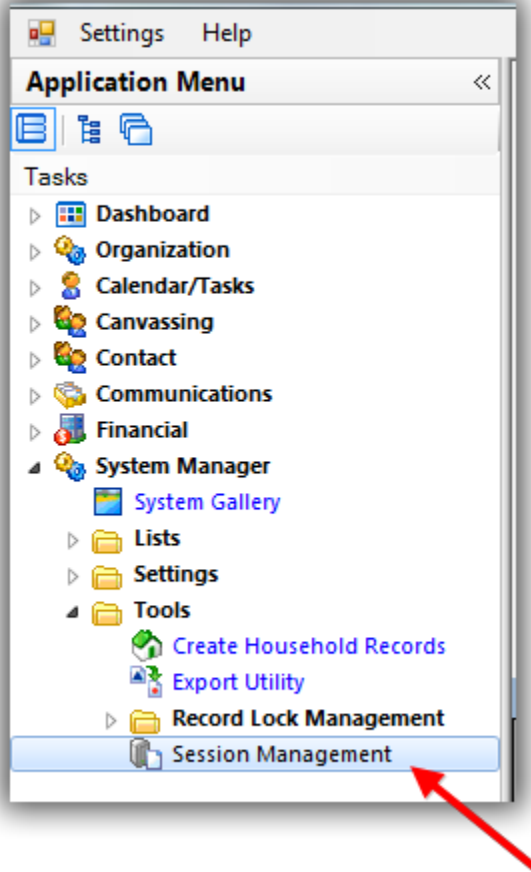 Settings Help
Application Menu
Tasks
Dashboard
Organization
Calendar/Tasks
Canvassing
Contact
Communications
Financial
System Manager
System Gallery
Lists
Settings
Tools
Create Household Records
Export Utility
Record Lock Management
Session Management